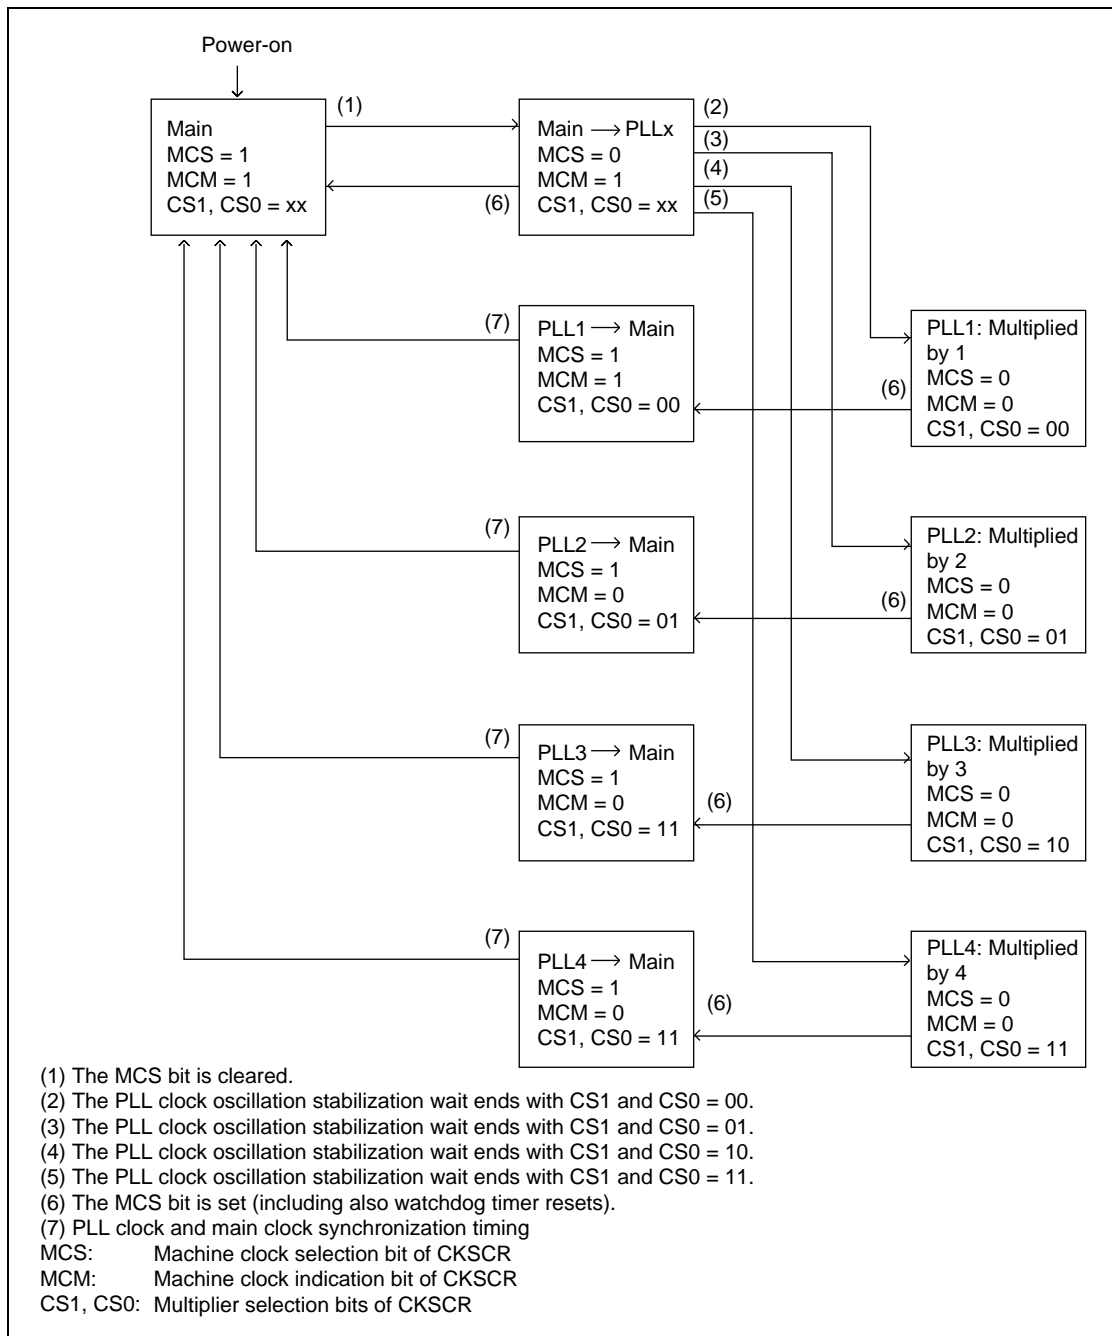 Power-on
(1)
Main
MCS = 1
MCM = 1
CS1, CS0 = xx
(6)
Main → PLLx
MCS = 0
MCM = 1
CS1, CS0 = xx
(2)
(3)
(4)
(5)
(7)
PLL1 → Main
MCS = 1
MCM = 1
CS1, CS0 = 00
(6)
PLL1: Multiplied
by 1
MCS = 0
MCM = 0
CS1, CS0 = 00
(7)
PLL2 → Main
MCS = 1
MCM = 0
CS1, CS0 = 01
(6)
PLL2: Multiplied
by 2
MCS = 0
MCM = 0
CS1, CS0 = 01
(7)
PLL3 → Main
MCS = 1
MCM = 0
CS1, CS0 = 11
(6)
PLL3: Multiplied
by 3
MCS = 0
MCM = 0
CS1, CS0 = 10
(7)
PLL4 → Main
MCS = 1
MCM = 0
CS1, CS0 = 11
(6)
PLL4: Multiplied
by 4
MCS = 0
MCM = 0
CS1, CS0 = 11
(1) The MCS bit is cleared.
(2) The PLL clock oscillation stabilization wait ends with CS1 and CS0 = 00.
(3) The PLL clock oscillation stabilization wait ends with CS1 and CS0 = 01.
(4) The PLL clock oscillation stabilization wait ends with CS1 and CS0 = 10.
(5) The PLL clock oscillation stabilization wait ends with CS1 and CS0 = 11.
(6) The MCS bit is set (including also watchdog timer resets).
(7) PLL clock and main clock synchronization timing
MCS: Machine clock selection bit of CKSCR
MCM: Machine clock indication bit of CKSCR
CS1, CS0: Multiplier selection bits of CKSCR